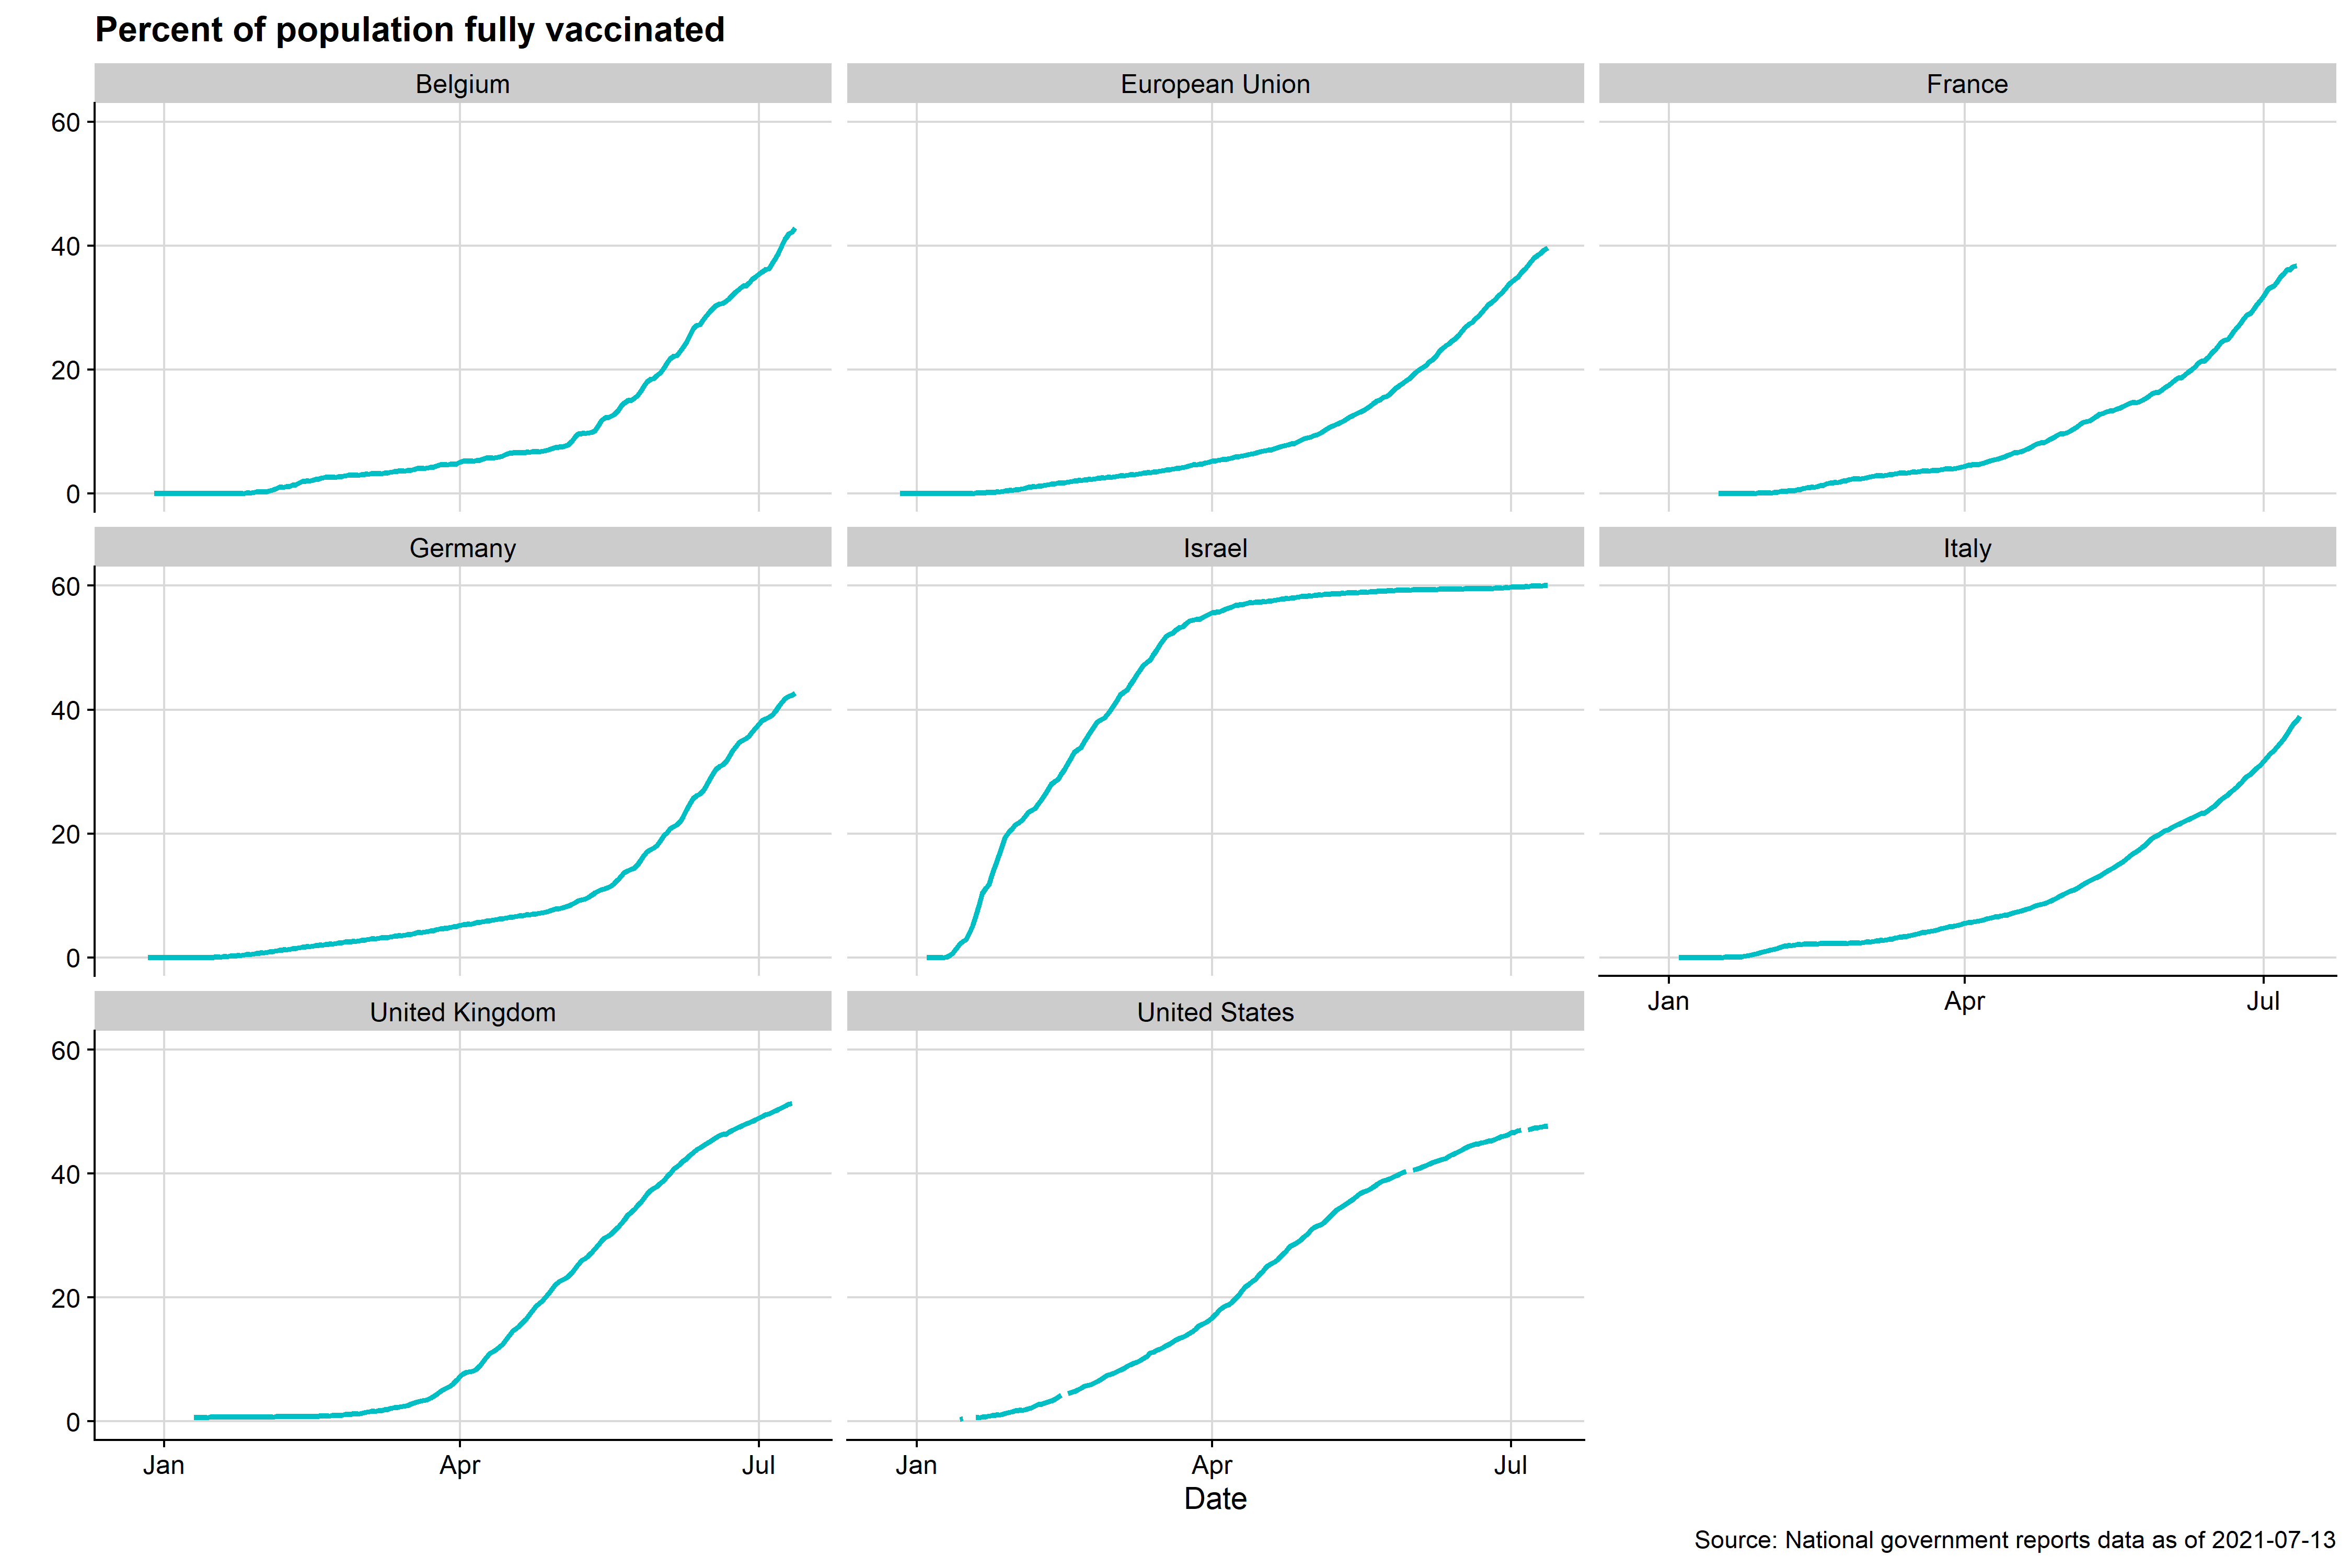 Percent of population fully vaccinated
Belgium European Union France
60
40
20
0
Germany Israel Italy
60
40
20
0
Jan Apr Jul
United Kingdom United States
60
40
20
0
Jan Apr Jul Jan Apr Jul
Date
Source: National government reports data as of 2021-07-13